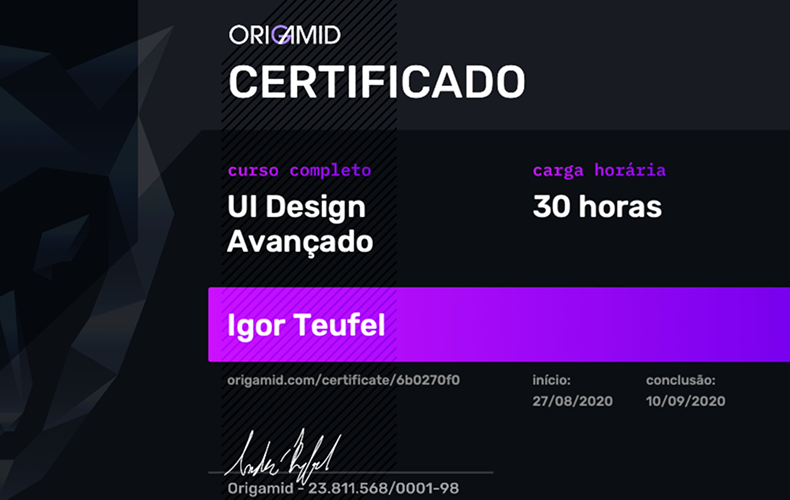 ORIGAMID
CERTIFICADO
curso completo
UI Design
Avançado
carga horária
30 horas
Igor Teufel
origamid.com/certificate/6b0270f0
início:
27/08/2020
conclusão:
10/09/2020
Origamid - 23.811.568/0001-98